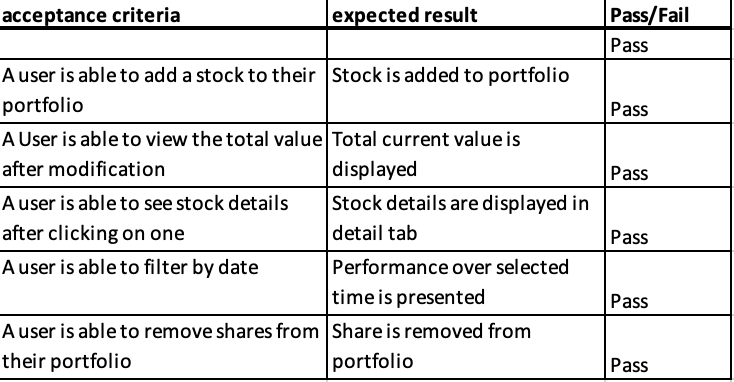 acceptance criteria expected result Pass/Fail
Pass
A user is able to add a stock to their Stock is added to portfolio
portfolio Pass
A User is able to view the total value Total current value is
after modification displayed Pass
A user is able to see stock details Stock details are displayed in
after clicking on one detail tab Pass
A user is able to filter by date Performance over selected
time is presented Pass
A user is able to remove shares from Share is removed from
their portfolio portfolio Pass